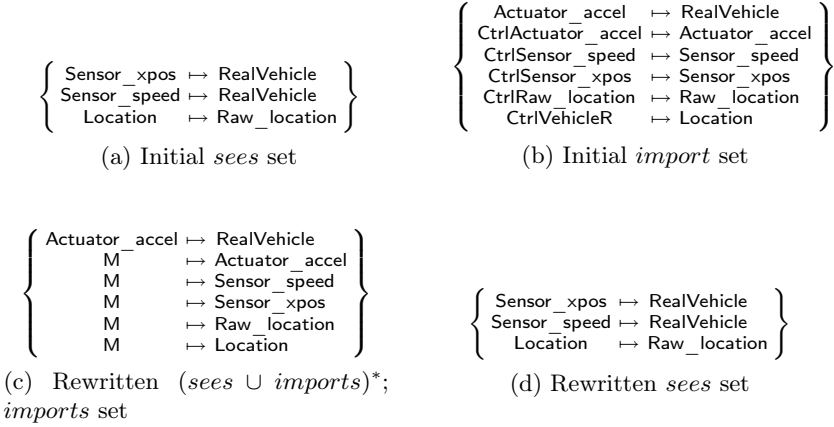 Sensor_xpos ↦ RealVehicle
Sensor_speed ↦ RealVehicle
Location ↦ Raw_location
(a) Initial sees set
Actuator_accel ↦ RealVehicle
CtrlActuator_accel ↦ Actuator_accel
CtrlSensor_speed ↦ Sensor_speed
CtrlSensor_xpos ↦ Sensor_xpos
CtrlRaw_location ↦ Raw_location
CtrlVehicleR ↦ Location
(b) Initial import set
Actuator_accel ↦ RealVehicle
M ↦ Actuator_accel
M ↦ Sensor_speed
M ↦ Sensor_xpos
M ↦ Raw_location
M ↦ Location
(c) Rewritten (sees ∪ imports)*;
imports set
Sensor_xpos ↦ RealVehicle
Sensor_speed ↦ RealVehicle
Location ↦ Raw_location
(d) Rewritten sees set